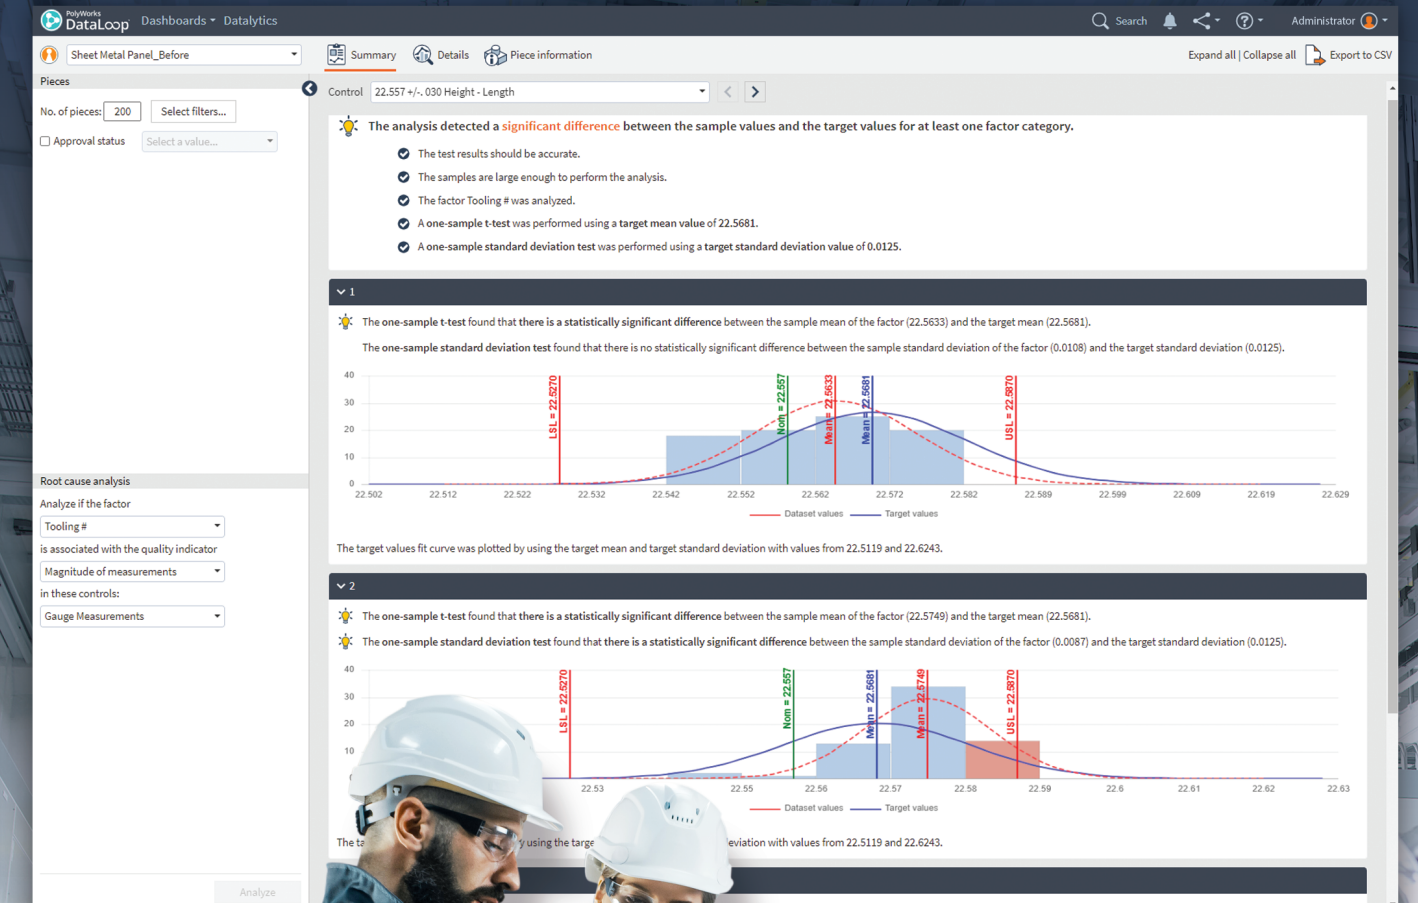 PolyWorks
DataLoop
Dashboards
Datalytics
Search
Administrator
Sheet Metal Panel_Before
Summary
Details
Piece information
Expand all | Collapse all
Export to CSV
Pieces
No. of pieces: 200
Select filters...
Approval status
Select a value...
Control 22.557 +/-. 030 Height - Length
The analysis detected a significant difference between the sample values and the target values for at least one factor category.
The test results should be accurate.
The samples are large enough to perform the analysis.
The factor Tooling # was analyzed.
A one-sample t-test was performed using a target mean value of 22.5681.
A one-sample standard deviation test was performed using a target standard deviation value of 0.0125.
1
The one-sample t-test found that there is a statistically significant difference between the sample mean of the factor (22.5633) and the target mean (22.5681).
The one-sample standard deviation test found that there is no statistically significant difference between the sample standard deviation of the factor (0.0108) and the target standard deviation (0.0125).
40
30
20
10
0
LSL = 22.5270
Nom = 22.557
Mean = 22.5633
Mean = 22.5681
USL = 22.5870
22.502 22.512 22.522 22.532 22.542 22.552 22.562 22.572 22.582 22.589 22.599 22.609 22.619 22.629
Dataset values
Target values
The target values fit curve was plotted by using the target mean and target standard deviation with values from 22.5119 and 22.6243.
Root cause analysis
Analyze if the factor
Tooling #
is associated with the quality indicator
Magnitude of measurements
in these controls:
Gauge Measurements
Analyze
2
The one-sample t-test found that there is a statistically significant difference between the sample mean of the factor (22.5749) and the target mean (22.5681).
The one-sample standard deviation test found that there is a statistically significant difference between the sample standard deviation of the factor (0.0087) and the target standard deviation (0.0125).
40
30
20
10
LSL = 22.5270
Nom = 22.557
Mean = 22.5681
Mean = 22.5749
USL = 22.5870
22.53 22.55 22.56 22.57 22.58 22.59 22.6 22.61 22.62 22.63
Dataset values
Target values
The using the eviation with values from 22.5119 and 22.6243.